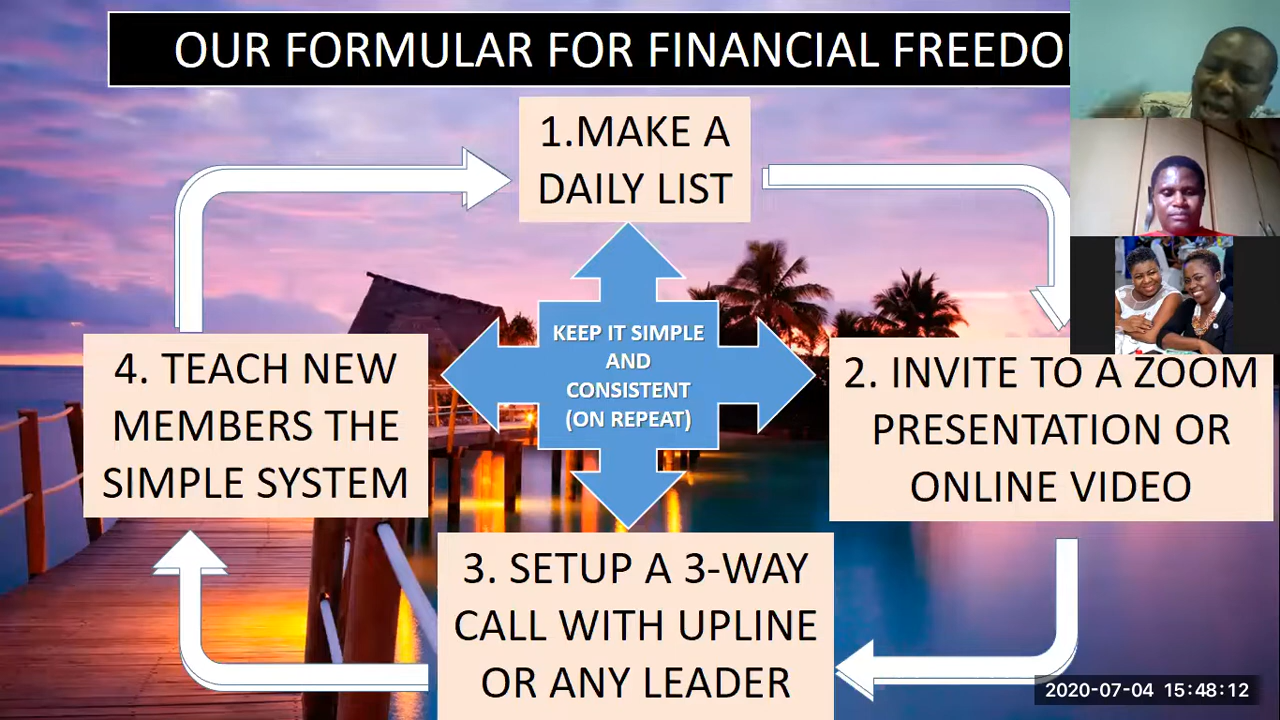 OUR FORMULAR FOR FINANCIAL FREEDO
1.MAKE A
DAILY LIST
KEEP IT SIMPLE
AND
CONSISTENT
(ON REPEAT)
4. TEACH NEW
MEMBERS THE
SIMPLE SYSTEM
2. INVITE TO A ZOOM
PRESENTATION OR
ONLINE VIDEO
3. SETUP A 3-WAY
CALL WITH UPLINE
OR ANY LEADER
2020-07-04 15:48:12